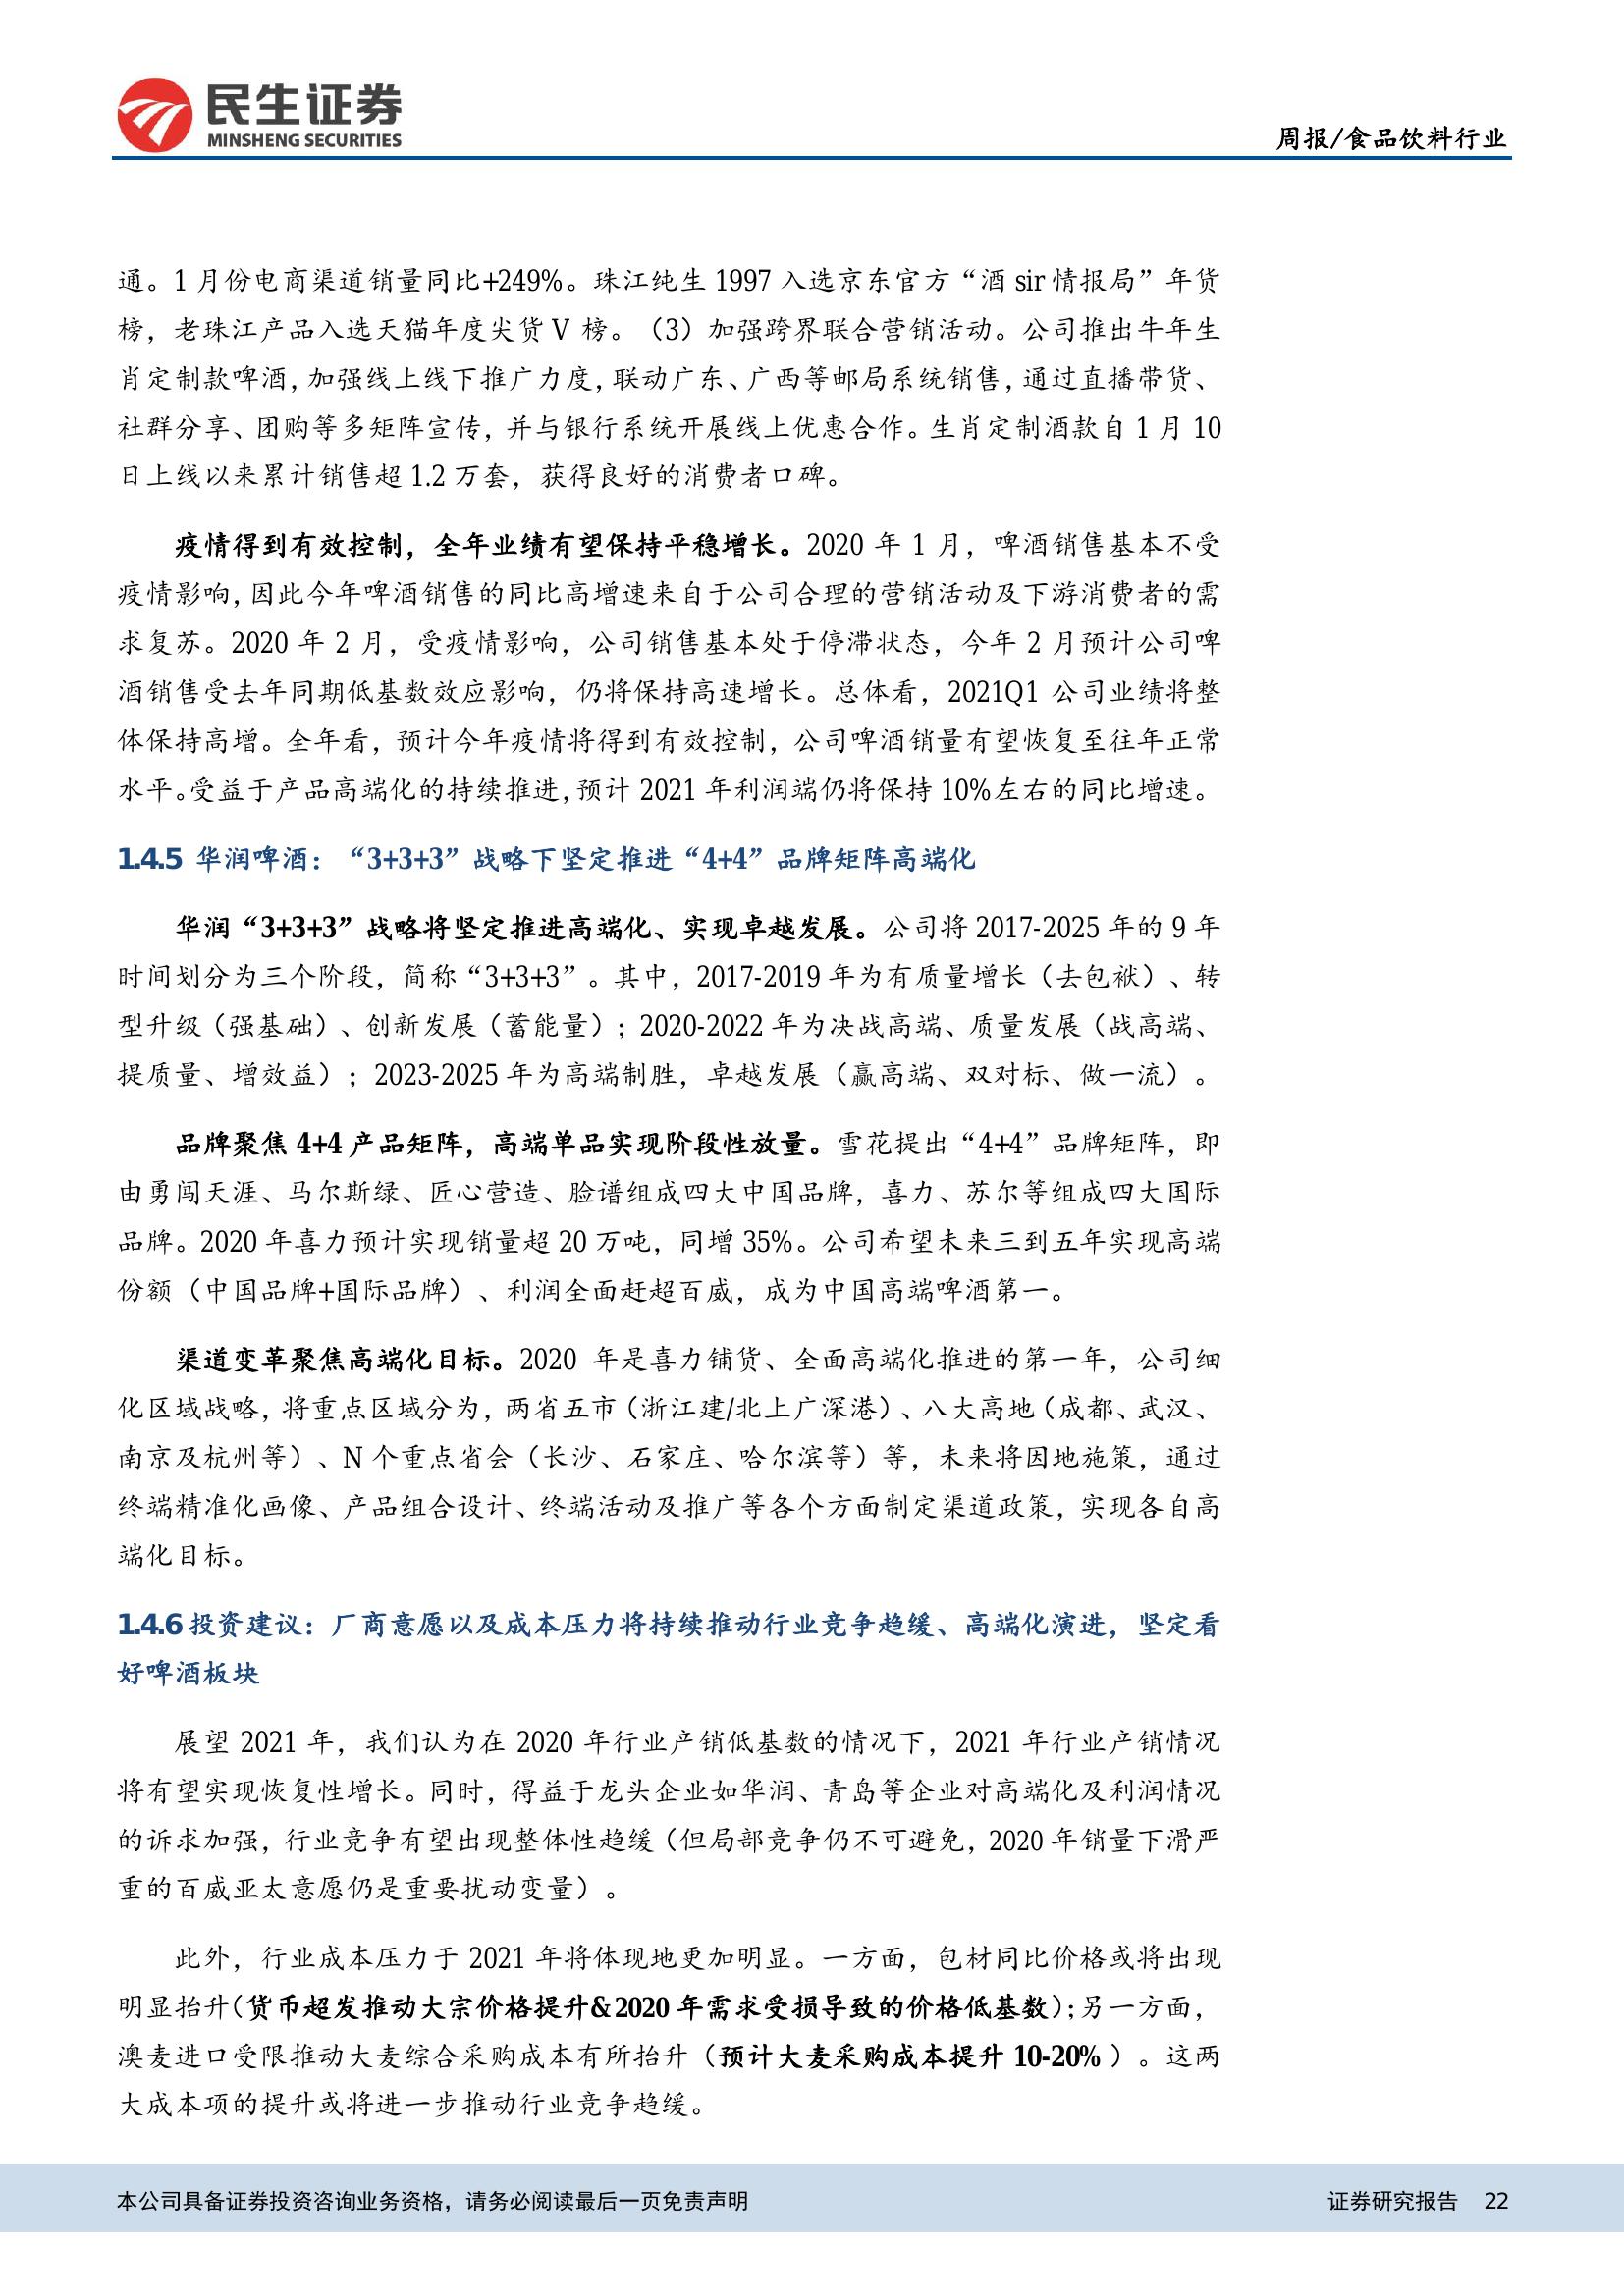 民生证券
MINSHENG SECURITIES
周报/食品饮料行业
通。1 月份电商渠道销量同比+249%。珠江纯生 1997 入选京东官方“酒 sir 情报局”年货
榜，老珠江产品入选天猫年度尖货 V 榜。（3）加强跨界联合营销活动。公司推出牛年生
肖定制款啤酒，加强线上线下推广力度，联动广东、广西等邮局系统销售，通过直播带货、
社群分享、团购等多矩阵宣传，并与银行系统开展线上优惠合作。生肖定制酒款自 1 月 10
日上线以来累计销售超 1.2 万套，获得良好的消费者口碑。
疫情得到有效控制，全年业绩有望保持平稳增长。2020 年 1 月，啤酒销售基本不受
疫情影响，因此今年啤酒销售的同比高增速来自于公司合理的营销活动及下游消费者的需
求复苏。2020 年 2 月，受疫情影响，公司销售基本处于停滞状态，今年 2 月预计公司啤
酒销售受去年同期低基数效应影响，仍将保持高速增长。总体看，2021Q1 公司业绩将整
体保持高增。全年看，预计今年疫情将得到有效控制，公司啤酒销量有望恢复至往年正常
水平。受益于产品高端化的持续推进，预计 2021 年利润端仍将保持 10%左右的同比增速。
1.4.5 华润啤酒：“3+3+3”战略下坚定推进“4+4”品牌矩阵高端化
华润“3+3+3”战略将坚定推进高端化、实现卓越发展。公司将 2017-2025 年的 9 年
时间划分为三个阶段，简称“3+3+3”。其中，2017-2019 年为有质量增长（去包袱）、转
型升级（强基础）、创新发展（蓄能量）；2020-2022 年为决战高端、质量发展（战高端、
提质量、增效益）；2023-2025 年为高端制胜，卓越发展（赢高端、双对标、做一流）。
品牌聚焦 4+4 产品矩阵，高端单品实现阶段性放量。雪花提出“4+4”品牌矩阵，即
由勇闯天涯、马尔斯绿、匠心营造、脸谱组成四大中国品牌，喜力、苏尔等组成四大国际
品牌。2020 年喜力预计实现销量超 20 万吨，同增 35%。公司希望未来三到五年实现高端
份额（中国品牌+国际品牌）、利润全面赶超百威，成为中国高端啤酒第一。
渠道变革聚焦高端化目标。2020 年是喜力铺货、全面高端化推进的第一年，公司细
化区域战略，将重点区域分为，两省五市（浙江建/北上广深港）、八大高地（成都、武汉、
南京及杭州等）、N 个重点省会（长沙、石家庄、哈尔滨等）等，未来将因地施策，通过
终端精准化画像、产品组合设计、终端活动及推广等各个方面制定渠道政策，实现各自高
端化目标。
1.4.6 投资建议：厂商意愿以及成本压力将持续推动行业竞争趋缓、高端化演进，坚定看
好啤酒板块
展望 2021 年，我们认为在 2020 年行业产销低基数的情况下，2021 年行业产销情况
将有望实现恢复性增长。同时，得益于龙头企业如华润、青岛等企业对高端化及利润情况
的诉求加强，行业竞争有望出现整体性趋缓（但局部竞争仍不可避免，2020 年销量下滑严
重的百威亚太意愿仍是重要扰动变量）。
此外，行业成本压力于 2021 年将体现地更加明显。一方面，包材同比价格或将出现
明显抬升（货币超发推动大宗价格提升&2020 年需求受损导致的价格低基数）；另一方面，
澳麦进口受限推动大麦综合采购成本有所抬升（预计大麦采购成本提升 10-20%）。这两
大成本项的提升或将进一步推动行业竞争趋缓。
本公司具备证券投资咨询业务资格，请务必阅读最后一页免责声明
证券研究报告 22